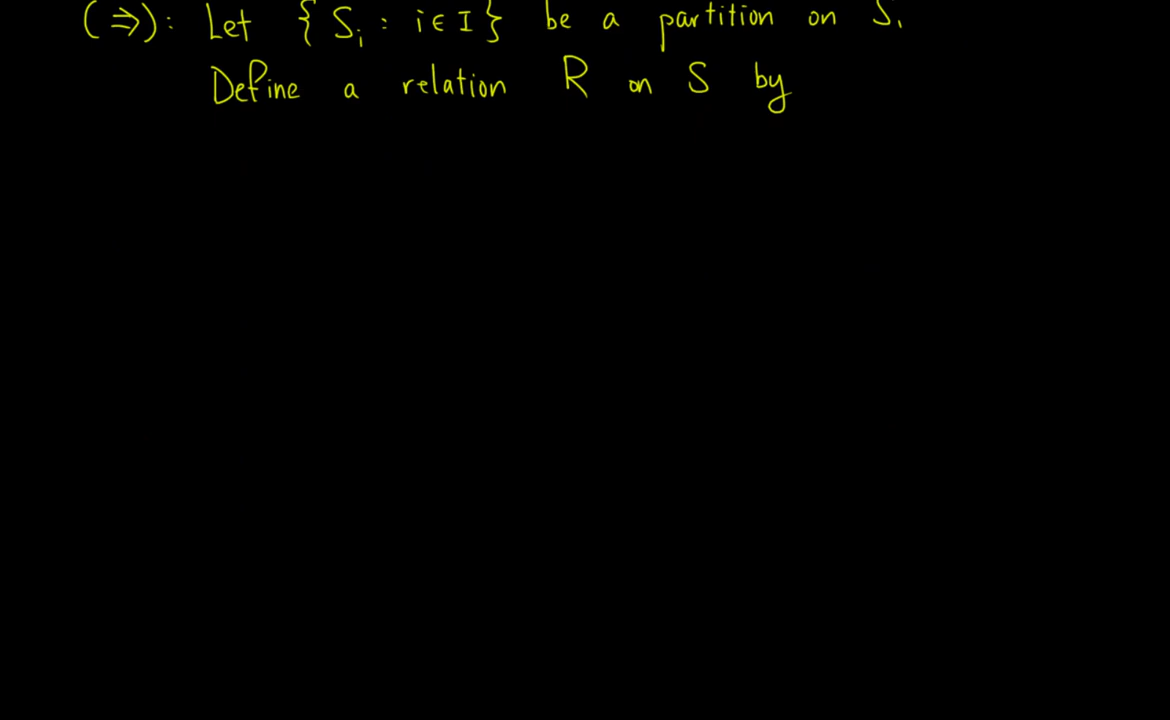 (⇒): Let {Sᵢ : i ∈ I} be a partition on S.
Define a relation R on S by